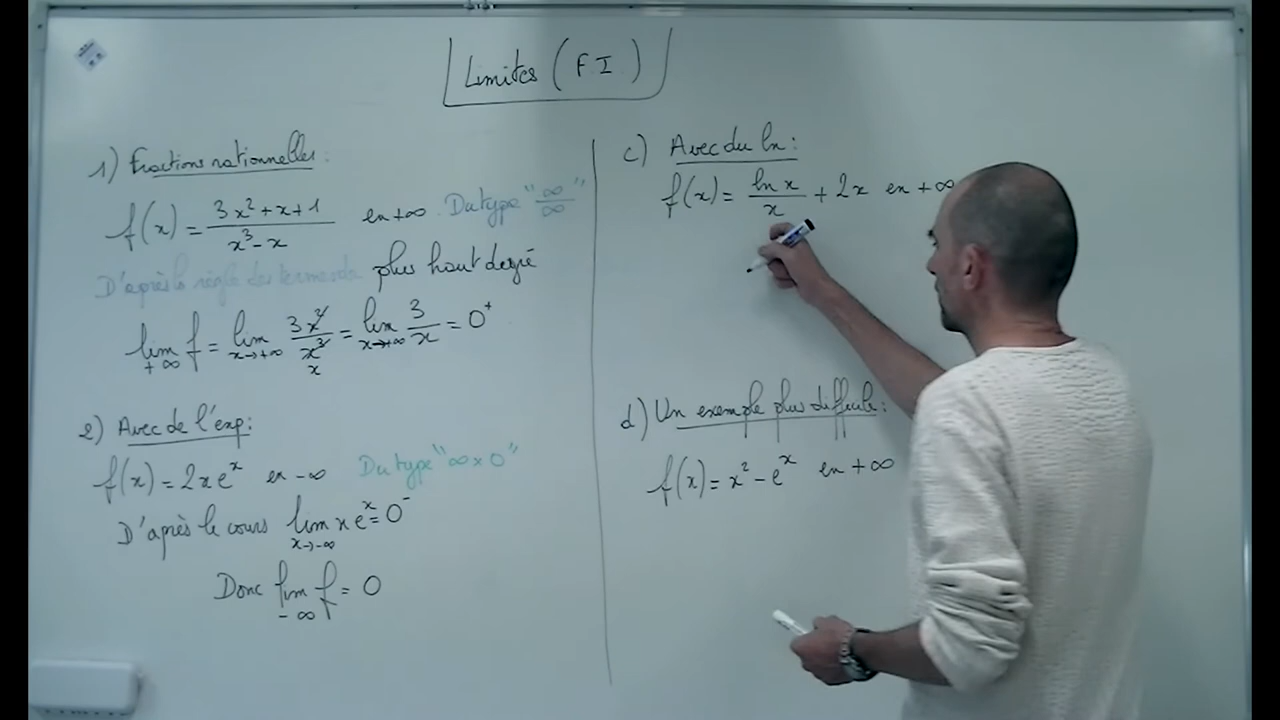 Limites (FI)
1) Fractions rationnelles:
f(x) = (3x²+x+1)/(x³-x) en +∞ Du type "∞/∞"
D'après la règle des termes de plus haut degré
lim f = lim 3x²/x³ = lim 3/x = 0⁺
+∞ x→+∞ x x→+∞
2) Avec de l'exp:
f(x) = 2xeˣ en -∞ Du type "∞×0"
D'après le cours lim xeˣ = 0⁻
x→-∞
Donc lim f = 0
-∞
c) Avec du ln:
f(x) = ln x/x + 2x en +∞
d) Un exemple plus difficile:
f(x) = x² - eˣ en +∞